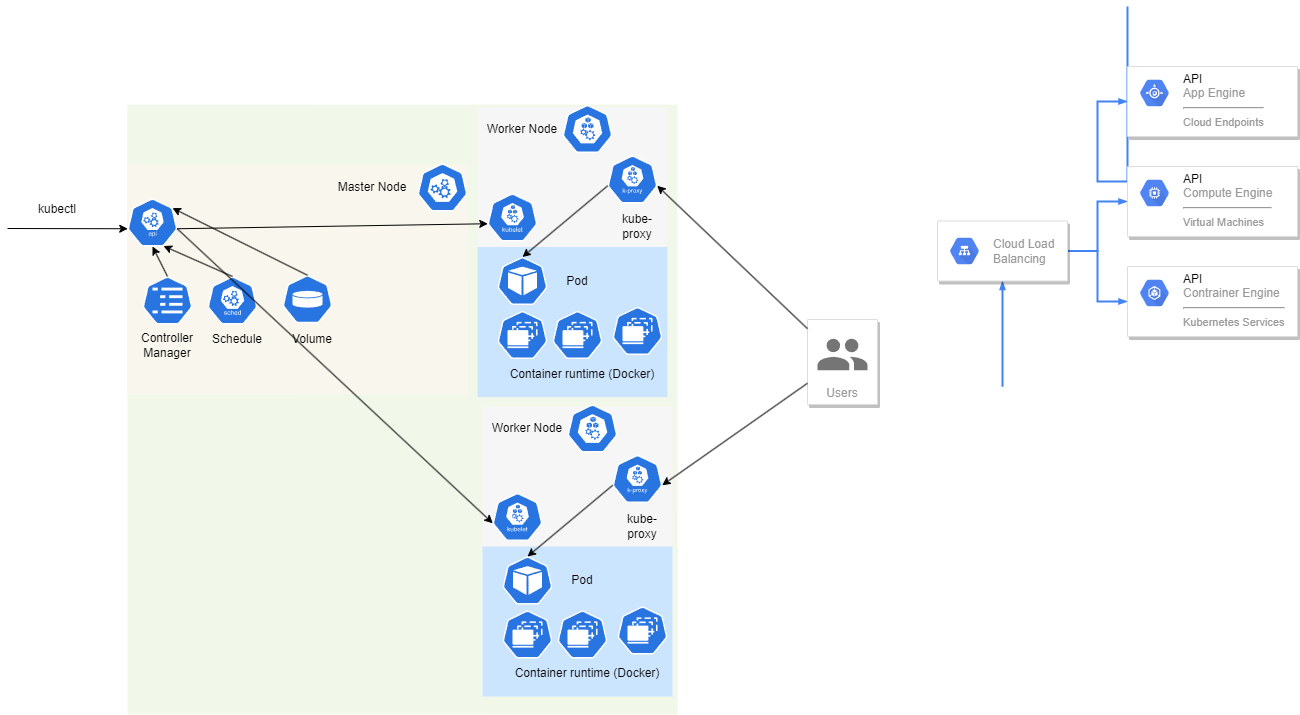 kubectl
api
Controller
Manager
sched
Schedule
Volume
Master Node
Worker Node
k-proxy
kube-
proxy
kubelet
Pod
Container runtime (Docker)
Worker Node
k-proxy
kube-
proxy
kubelet
Pod
Container runtime (Docker)
Users
Cloud Load
Balancing
API
App Engine
Cloud Endpoints
API
Compute Engine
Virtual Machines
API
Contrainer Engine
Kubernetes Services